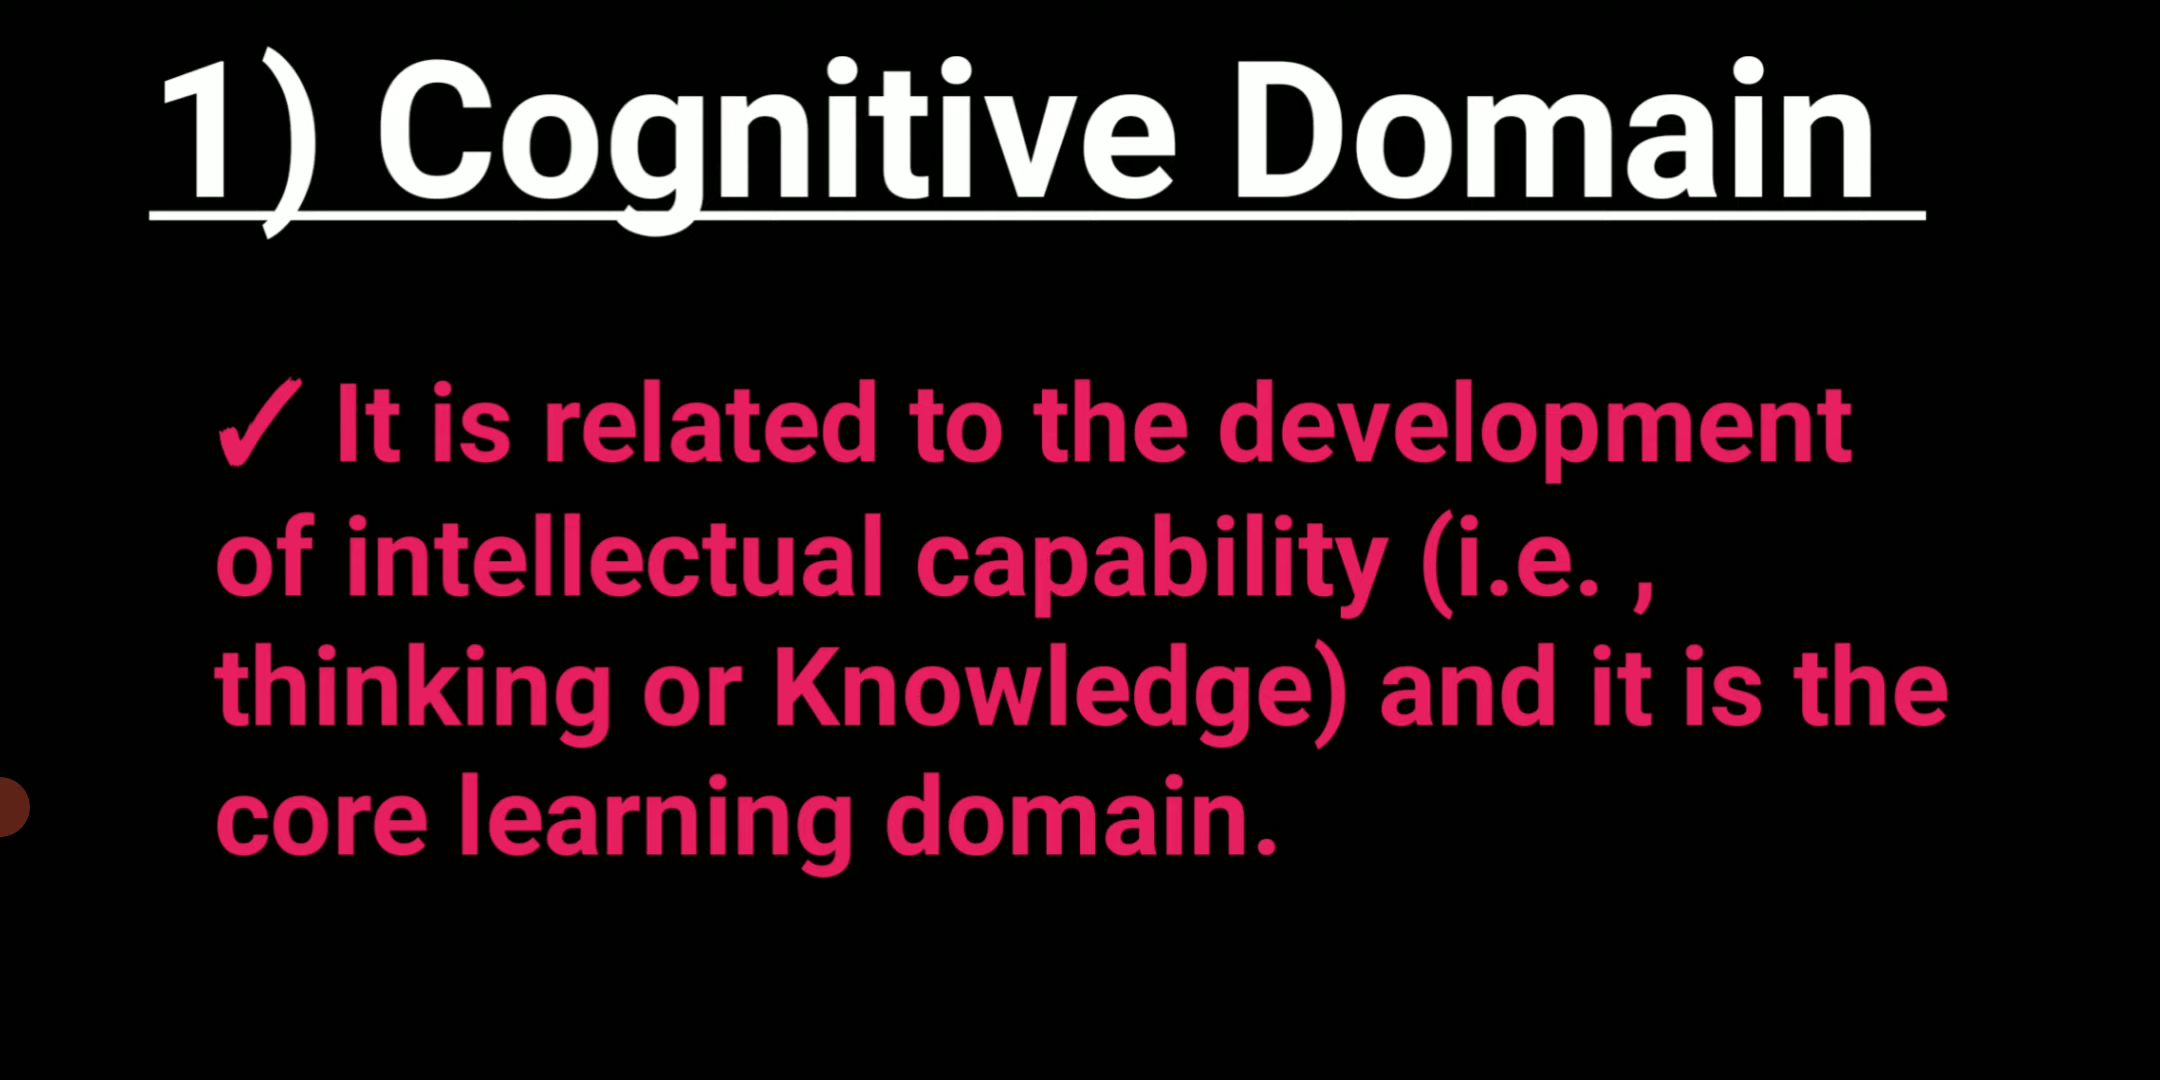 1) Cognitive Domain
✓ It is related to the development
of intellectual capability (i.e. ,
thinking or Knowledge) and it is the
core learning domain.